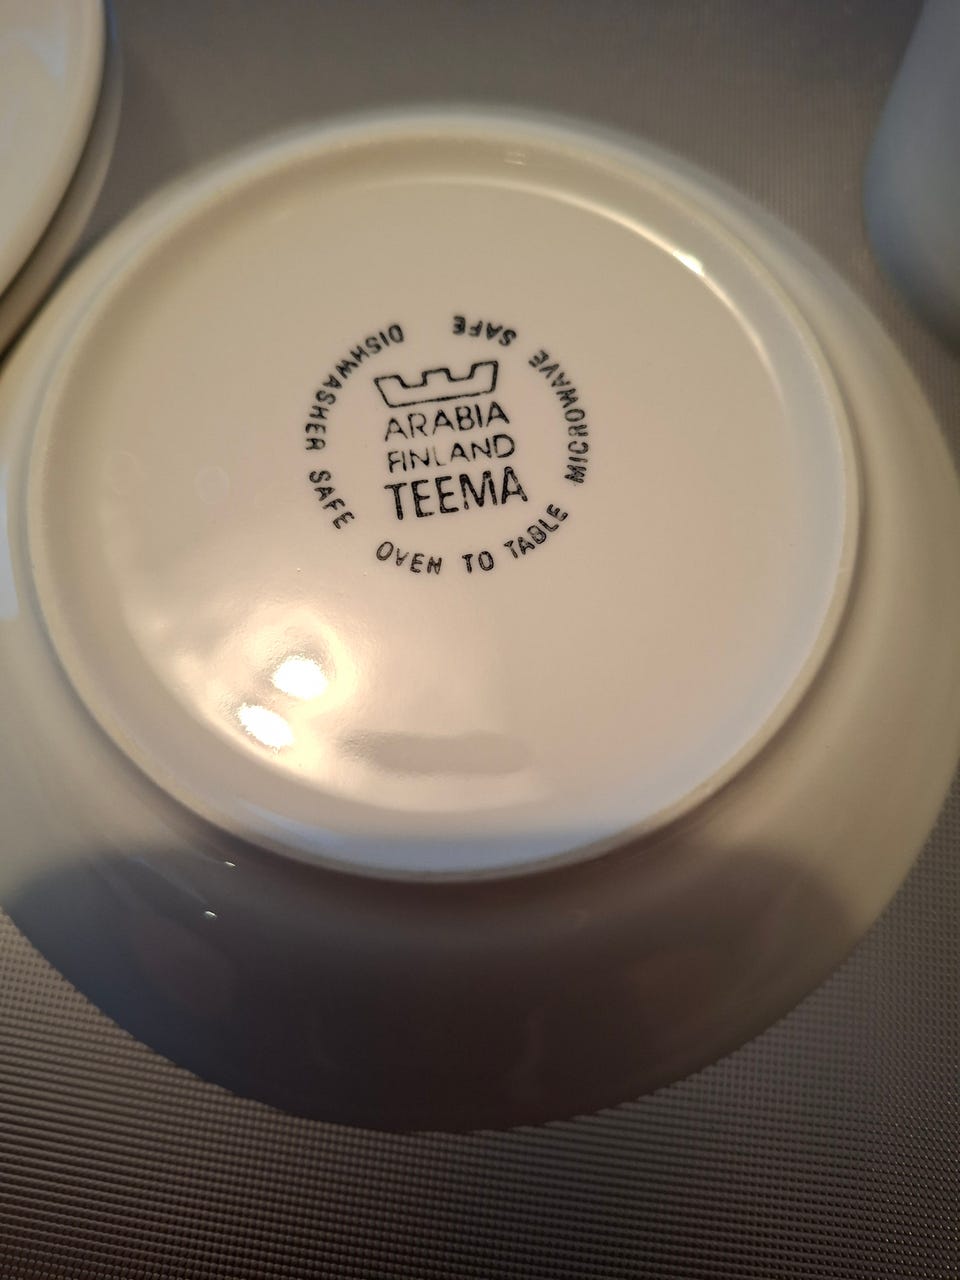 ARABIA
FINLAND
TEEMA
DISHWASHER SAFE
OVEN TO TABLE
MICROWAVE SAFE